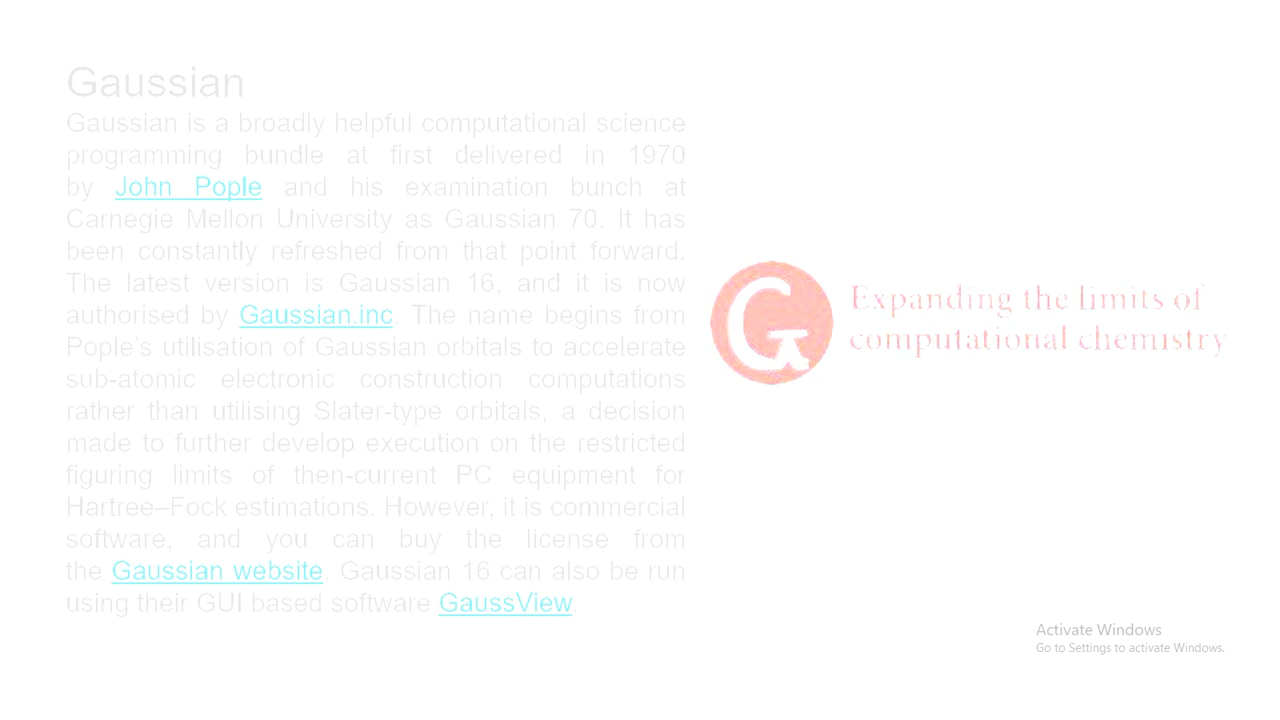 Gaussian
Gaussian is a broadly helpful computational science
programming bundle at first delivered in 1970
by John Pople and his examination bunch at
Carnegie Mellon University as Gaussian 70. It has
been constantly refreshed from that point forward.
The latest version is Gaussian 16, and it is now
authorised by Gaussian.inc. The name begins from
Pople's utilisation of Gaussian orbitals to accelerate
sub-atomic electronic construction computations
rather than utilising Slater-type orbitals, a decision
made to further develop execution on the restricted
figuring limits of then-current PC equipment for
Hartree–Fock estimations. However, it is commercial
software, and you can buy the license from
the Gaussian website. Gaussian 16 can also be run
using their GUI based software GaussView.
Expanding the limits of
computational chemistry
Activate Windows
Go to Settings to activate Windows.